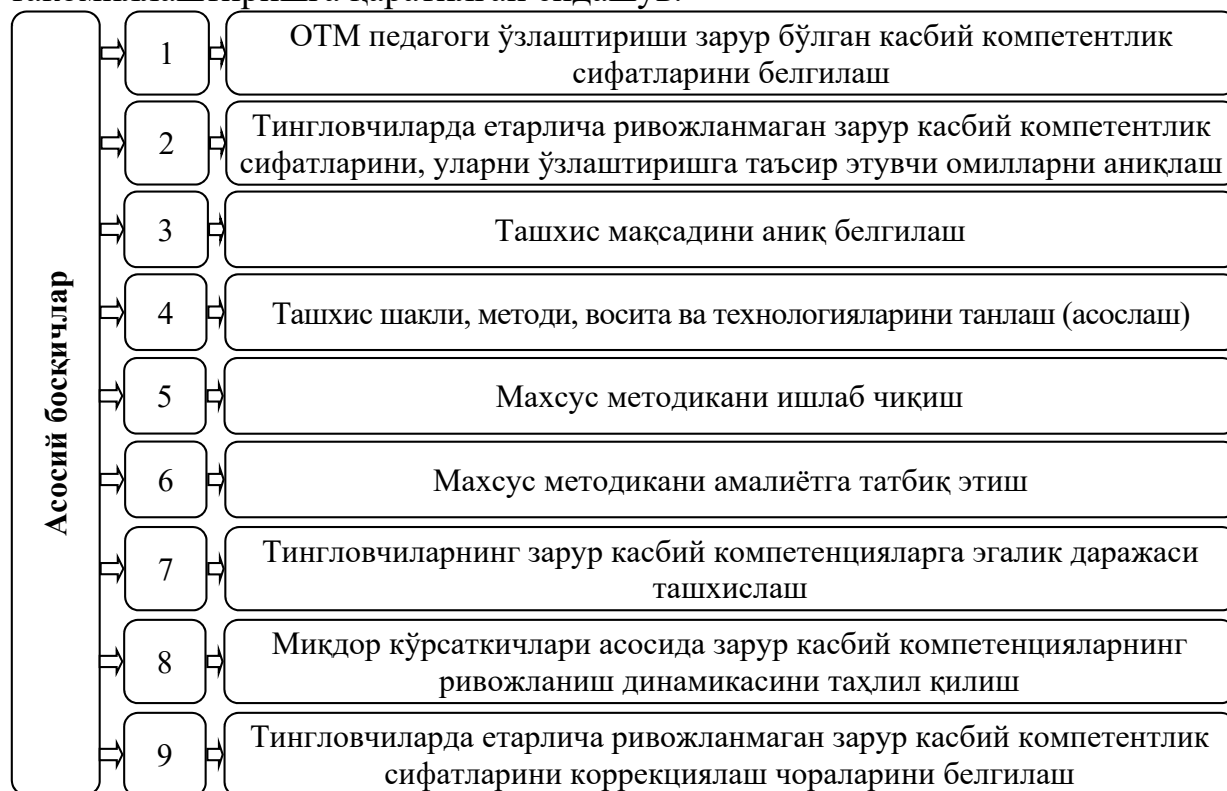 такомиллаштиришга қаратилган ёндашув.
Асосий босқичлар
1
ОТМ педагоги ўзлаштириши зарур бўлган касбий компетентлик
сифатларини белгилаш
2
Тингловчиларда етарлича ривожланмаган зарур касбий компетентлик
сифатларини, уларни ўзлаштиришга таъсир этувчи омилларни аниқлаш
3
Ташхис мақсадини аниқ белгилаш
4
Ташхис шакли, методи, восита ва технологияларини танлаш (асослаш)
5
Махсус методикани ишлаб чиқиш
6
Махсус методикани амалиётга татбиқ этиш
7
Тингловчиларнинг зарур касбий компетенцияларга эгалик даражаси
ташхислаш
8
Миқдор кўрсаткичлари асосида зарур касбий компетенцияларнинг
ривожланиш динамикасини таҳлил қилиш
9
Тингловчиларда етарлича ривожланмаган зарур касбий компетентлик
сифатларини коррекциялаш чораларини белгилаш